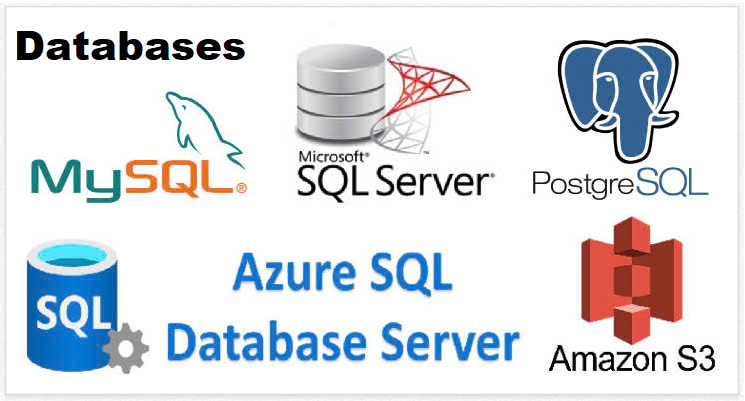 Databases
MySQL®
Microsoft®
SQL Server®
PostgreSQL
SQL
Azure SQL
Database Server
Amazon S3